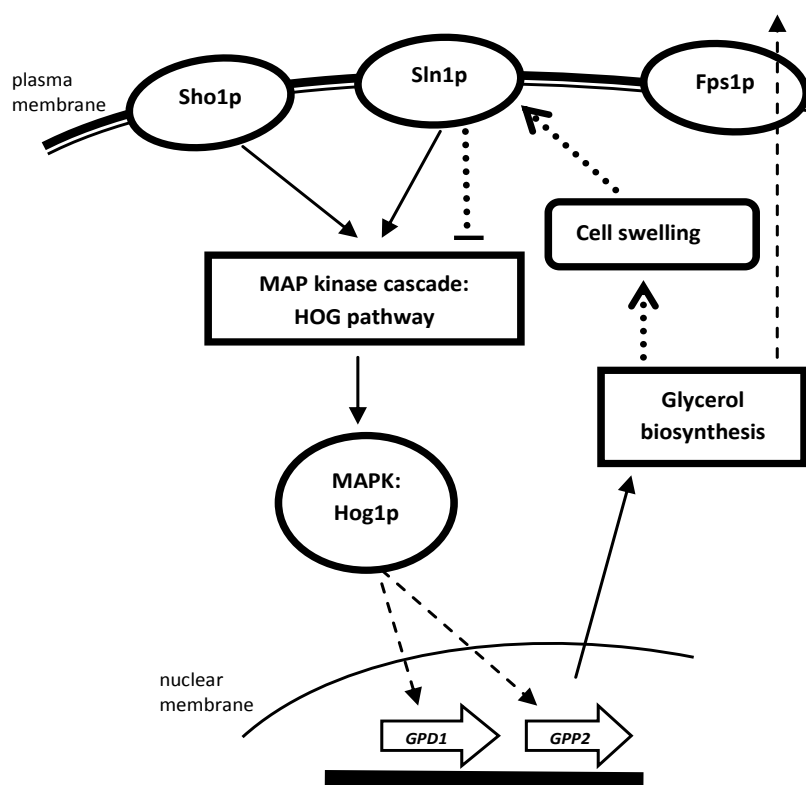 plasma
membrane
Sho1p
Sln1p
Fps1p
Cell swelling
MAP kinase cascade:
HOG pathway
Glycerol
biosynthesis
MAPK:
Hog1p
nuclear
membrane
GPD1
GPP2